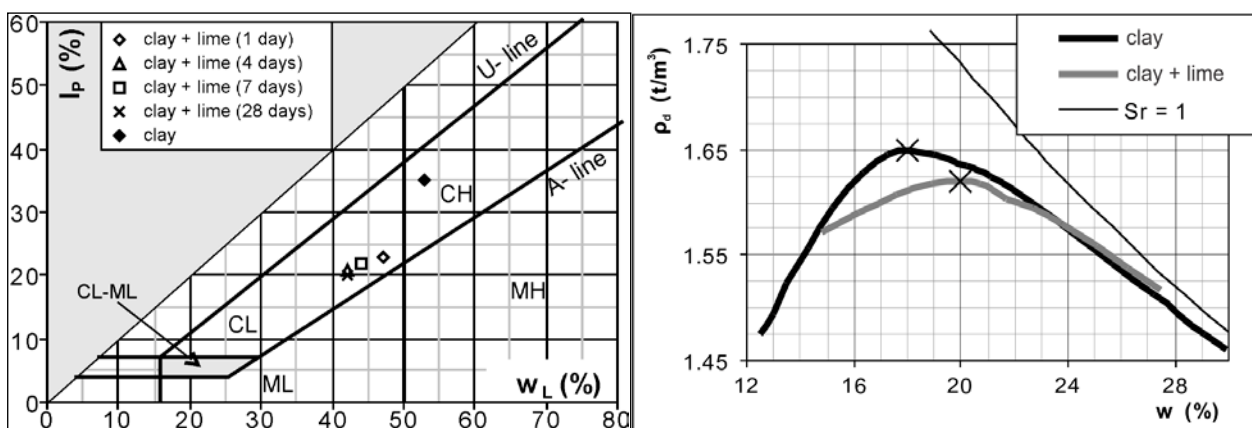 60
50
40
30
20
10
0
I_P (%)
clay + lime (1 day)
clay + lime (4 days)
clay + lime (7 days)
clay + lime (28 days)
clay
U- line
A- line
CH
MH
CL-ML
CL
ML
w_L (%)
0 10 20 30 40 50 60 70 80
1.75
1.65
1.55
1.45
ρ_d (t/m³)
clay
clay + lime
Sr = 1
12 16 20 24 28
w (%)